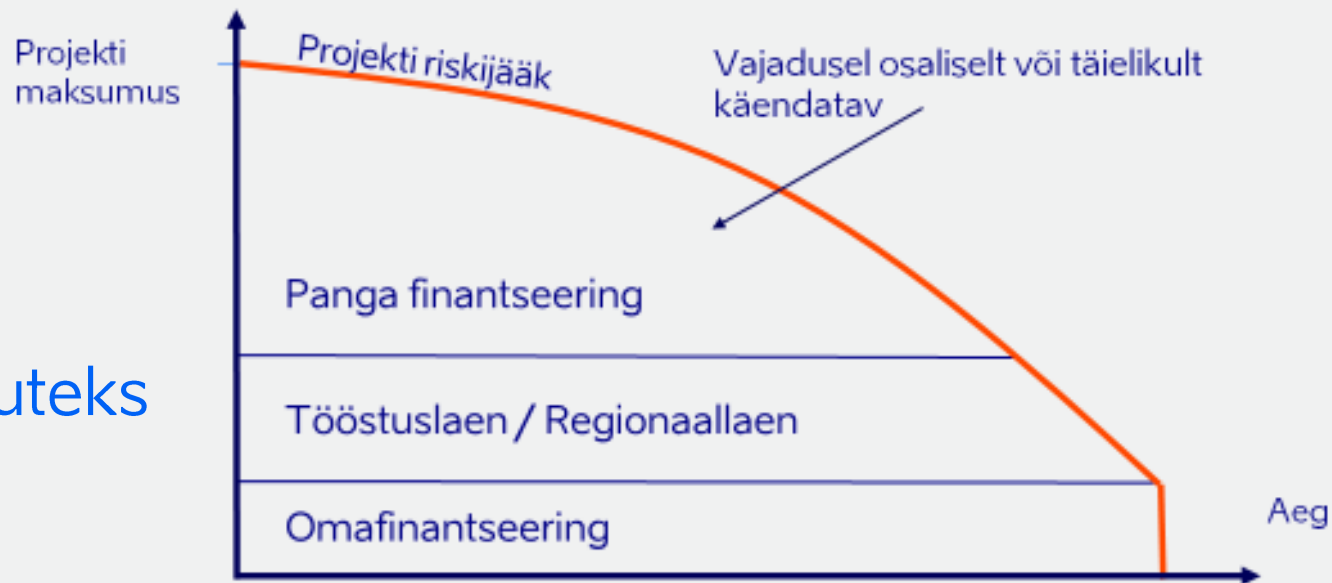 Projekti
maksumus
Projekti riskijääk
Vajadusel osaliselt või täielikult
käendatav
Panga finantseering
uteks
Tööstuslaen / Regionaallaen
Omafinantseering
Aeg